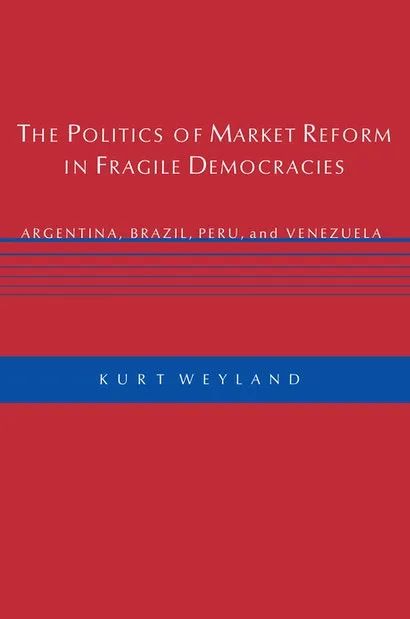 THE POLITICS OF MARKET REFORM
IN FRAGILE DEMOCRACIES
ARGENTINA, BRAZIL, PERU, and VENEZUELA
KURT WEYLAND